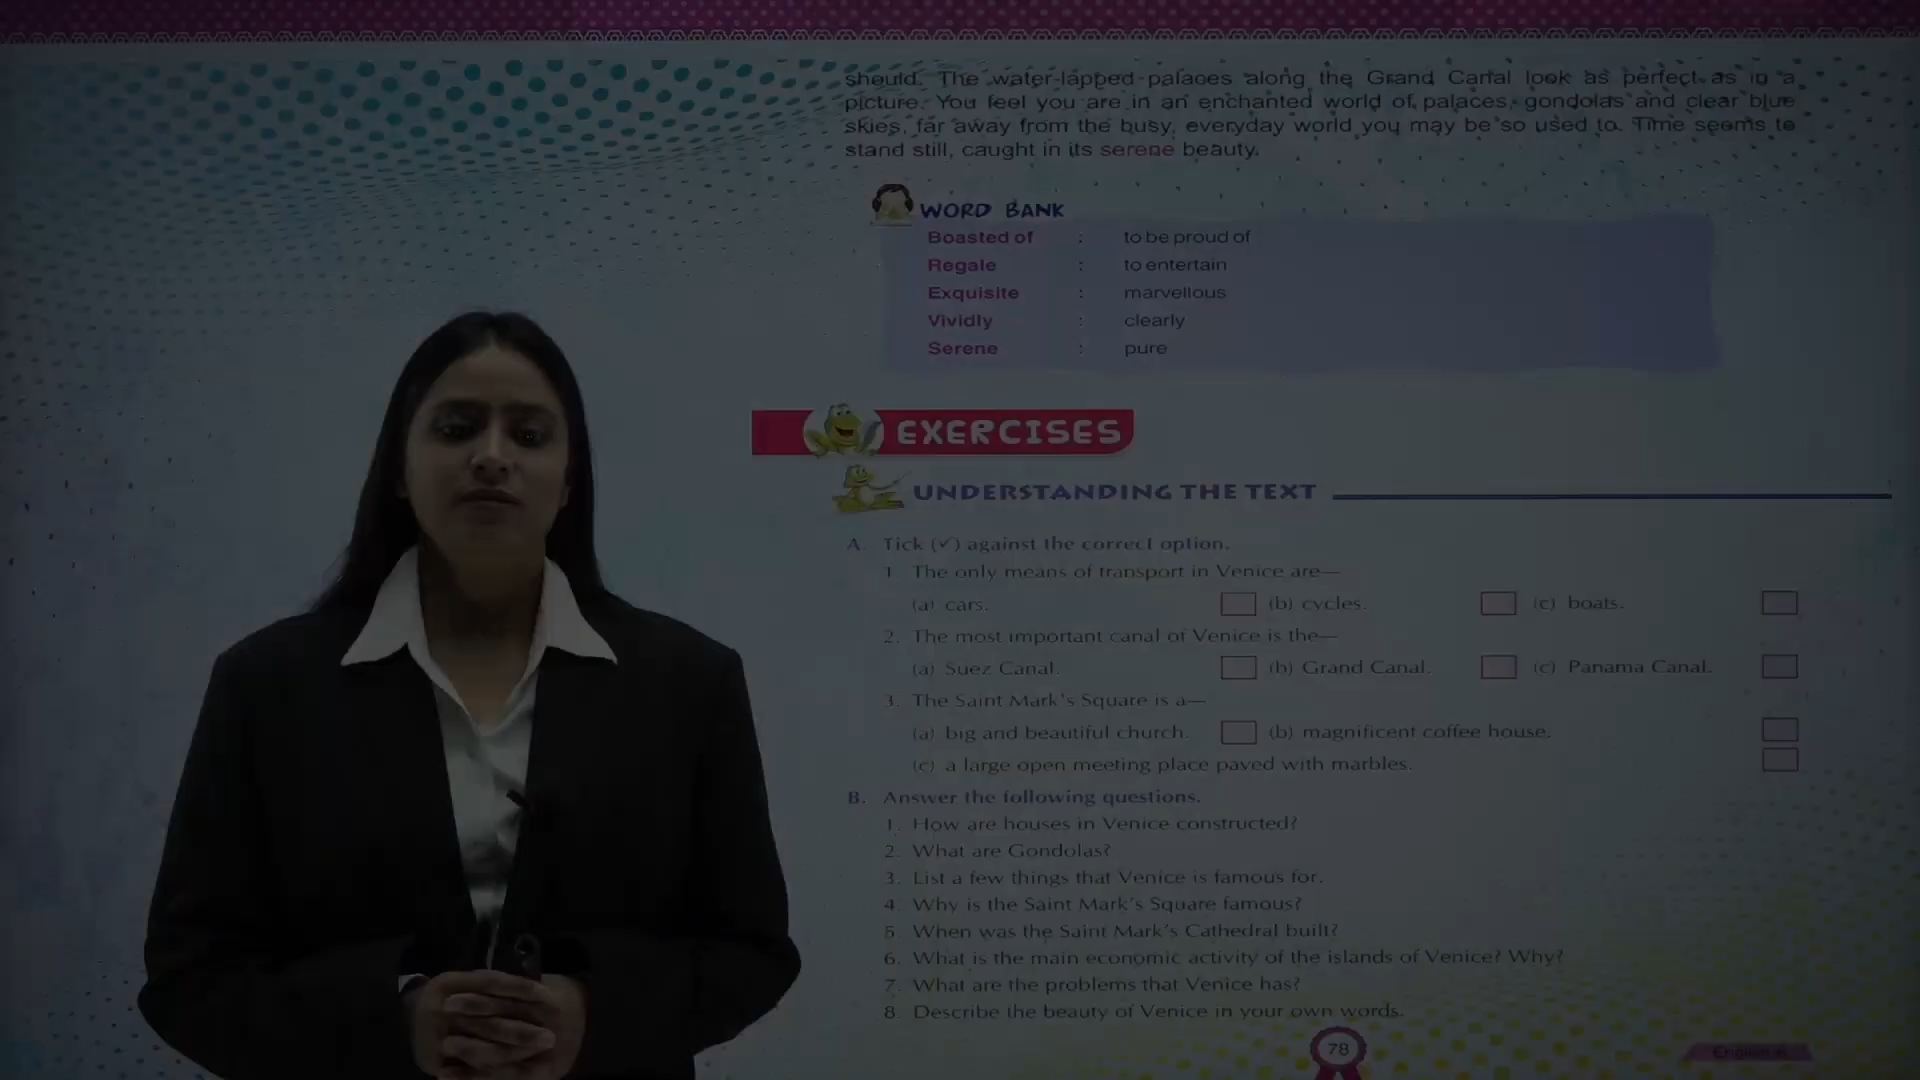 should. The water-lapped palaces along the Grand Canal look as perfect as in a
picture. You feel you are in an enchanted world of palaces, gondolas and clear blue
skies, far away from the busy, everyday world you may be so used to. Time seems to
stand still, caught in its serene beauty.
WORD BANK
Boasted of : to be proud of
Regale : to entertain
Exquisite : marvellous
Vividly : clearly
Serene : pure
EXERCISES
UNDERSTANDING THE TEXT
A. Tick (✓) against the correct option.
1. The only means of transport in Venice are—
(a) cars. (b) cycles. (c) boats.
2. The most important canal of Venice is the—
(a) Suez Canal. (b) Grand Canal. (c) Panama Canal.
3. The Saint Mark's Square is a—
(a) big and beautiful church. (b) magnificent coffee house.
(c) a large open meeting place paved with marbles.
B. Answer the following questions.
1. How are houses in Venice constructed?
2. What are Gondolas?
3. List a few things that Venice is famous for.
4. Why is the Saint Mark's Square famous?
5. When was the Saint Mark's Cathedral built?
6. What is the main economic activity of the islands of Venice? Why?
7. What are the problems that Venice has?
8. Describe the beauty of Venice in your own words.
78